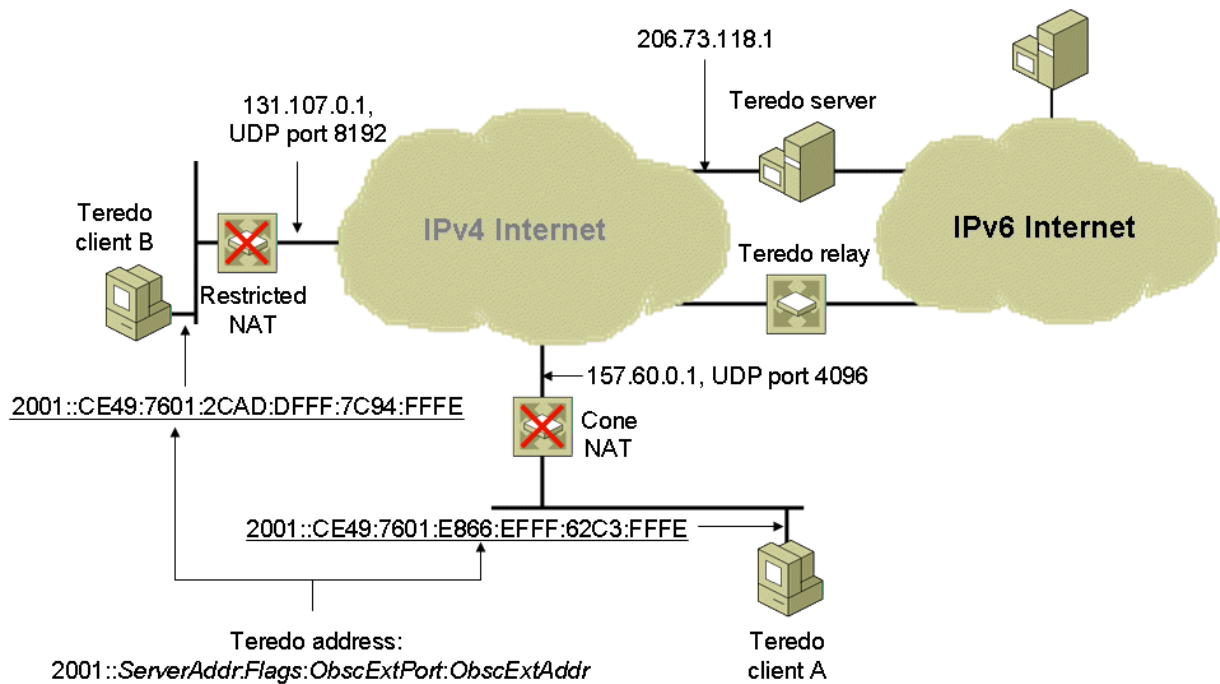 206.73.118.1
Teredo server
131.107.0.1,
UDP port 8192
Teredo
client B
Restricted
NAT
IPv4 Internet
IPv6 Internet
Teredo relay
157.60.0.1, UDP port 4096
2001::CE49:7601:2CAD:DFFF:7C94:FFFE
Cone
NAT
2001::CE49:7601:E866:EFFF:62C3:FFFE
Teredo address:
2001::ServerAddr:Flags:ObscExtPort:ObscExtAddr
Teredo
client A